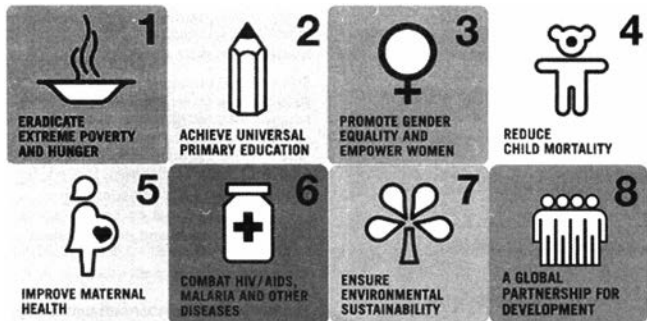 1
ERADICATE
EXTREME POVERTY
AND HUNGER
2
ACHIEVE UNIVERSAL
PRIMARY EDUCATION
3
PROMOTE GENDER
EQUALITY AND
EMPOWER WOMEN
4
REDUCE
CHILD MORTALITY
5
IMPROVE MATERNAL
HEALTH
6
COMBAT HIV/AIDS,
MALARIA AND OTHER
DISEASES
7
ENSURE
ENVIRONMENTAL
SUSTAINABILITY
8
A GLOBAL
PARTNERSHIP FOR
DEVELOPMENT